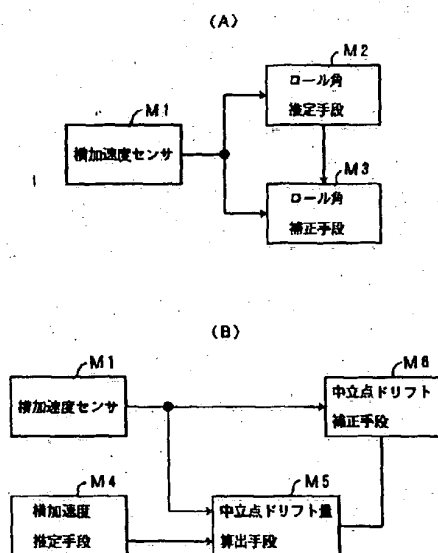 (A)
M2
ロール角
推定手段
M1
横加速度センサ
M3
ロール角
補正手段
(B)
M1
横加速度センサ
M6
中立点ドリフト
補正手段
M4
横加速度
推定手段
M5
中立点ドリフト量
算出手段